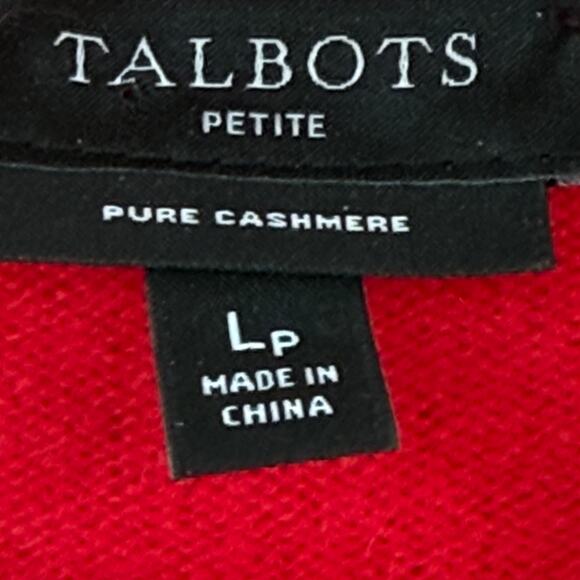 TALBOTS
PETITE
PURE CASHMERE
LP
MADE IN
CHINA